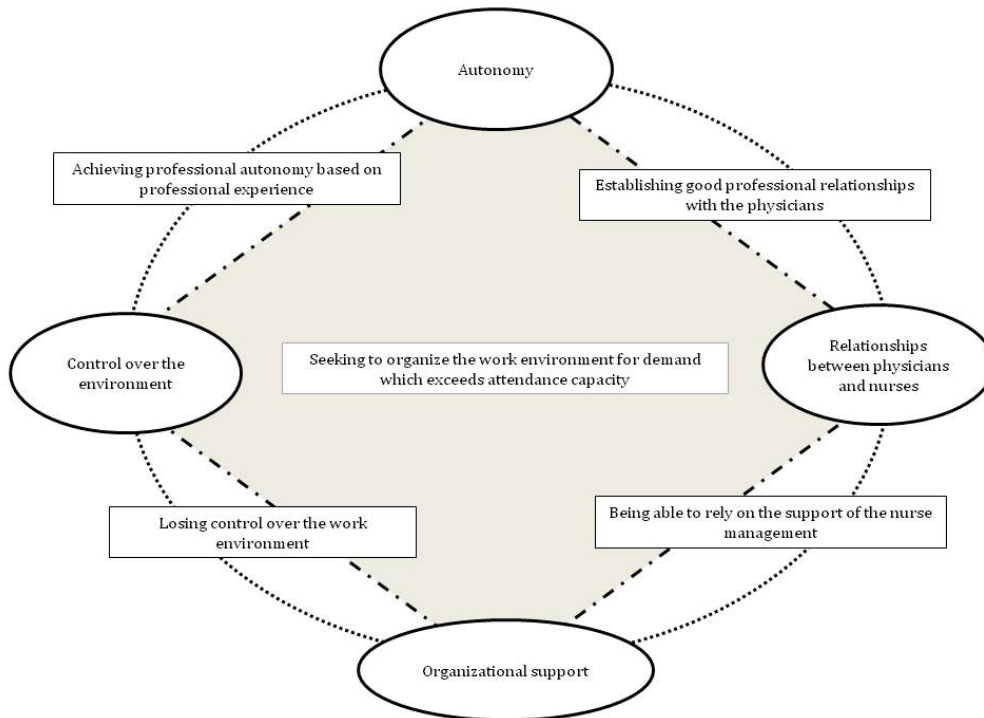 Autonomy
Achieving professional autonomy based on
professional experience
Establishing good professional relationships
with the physicians
Control over the
environment
Seeking to organize the work environment for demand
which exceeds attendance capacity
Relationships
between physicians
and nurses
Losing control over the work
environment
Being able to rely on the support of the nurse
management
Organizational support